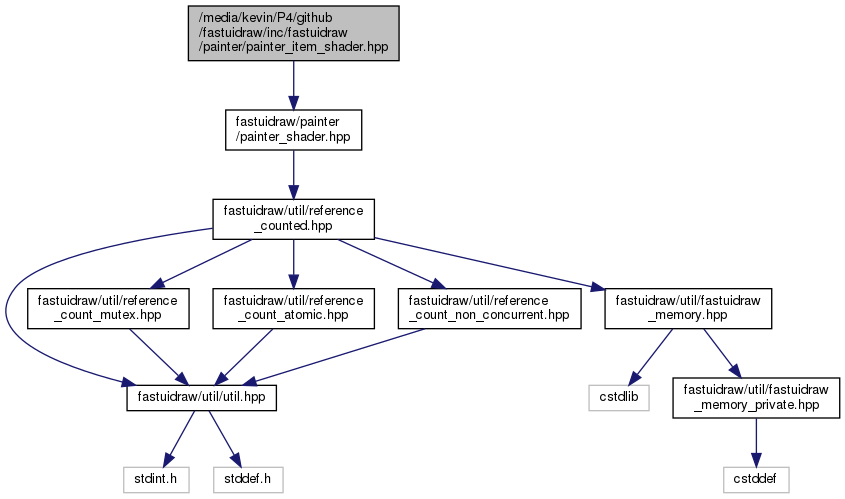 /media/kevin/P4/github
/fastuidraw/inc/fastuidraw
/painter/painter_item_shader.hpp
fastuidraw/painter
/painter_shader.hpp
fastuidraw/util/reference
_counted.hpp
fastuidraw/util/reference
_count_mutex.hpp
fastuidraw/util/reference
_count_atomic.hpp
fastuidraw/util/reference
_count_non_concurrent.hpp
fastuidraw/util/fastuidraw
_memory.hpp
fastuidraw/util/util.hpp
cstdlib
fastuidraw/util/fastuidraw
_memory_private.hpp
stdint.h
stddef.h
cstddef